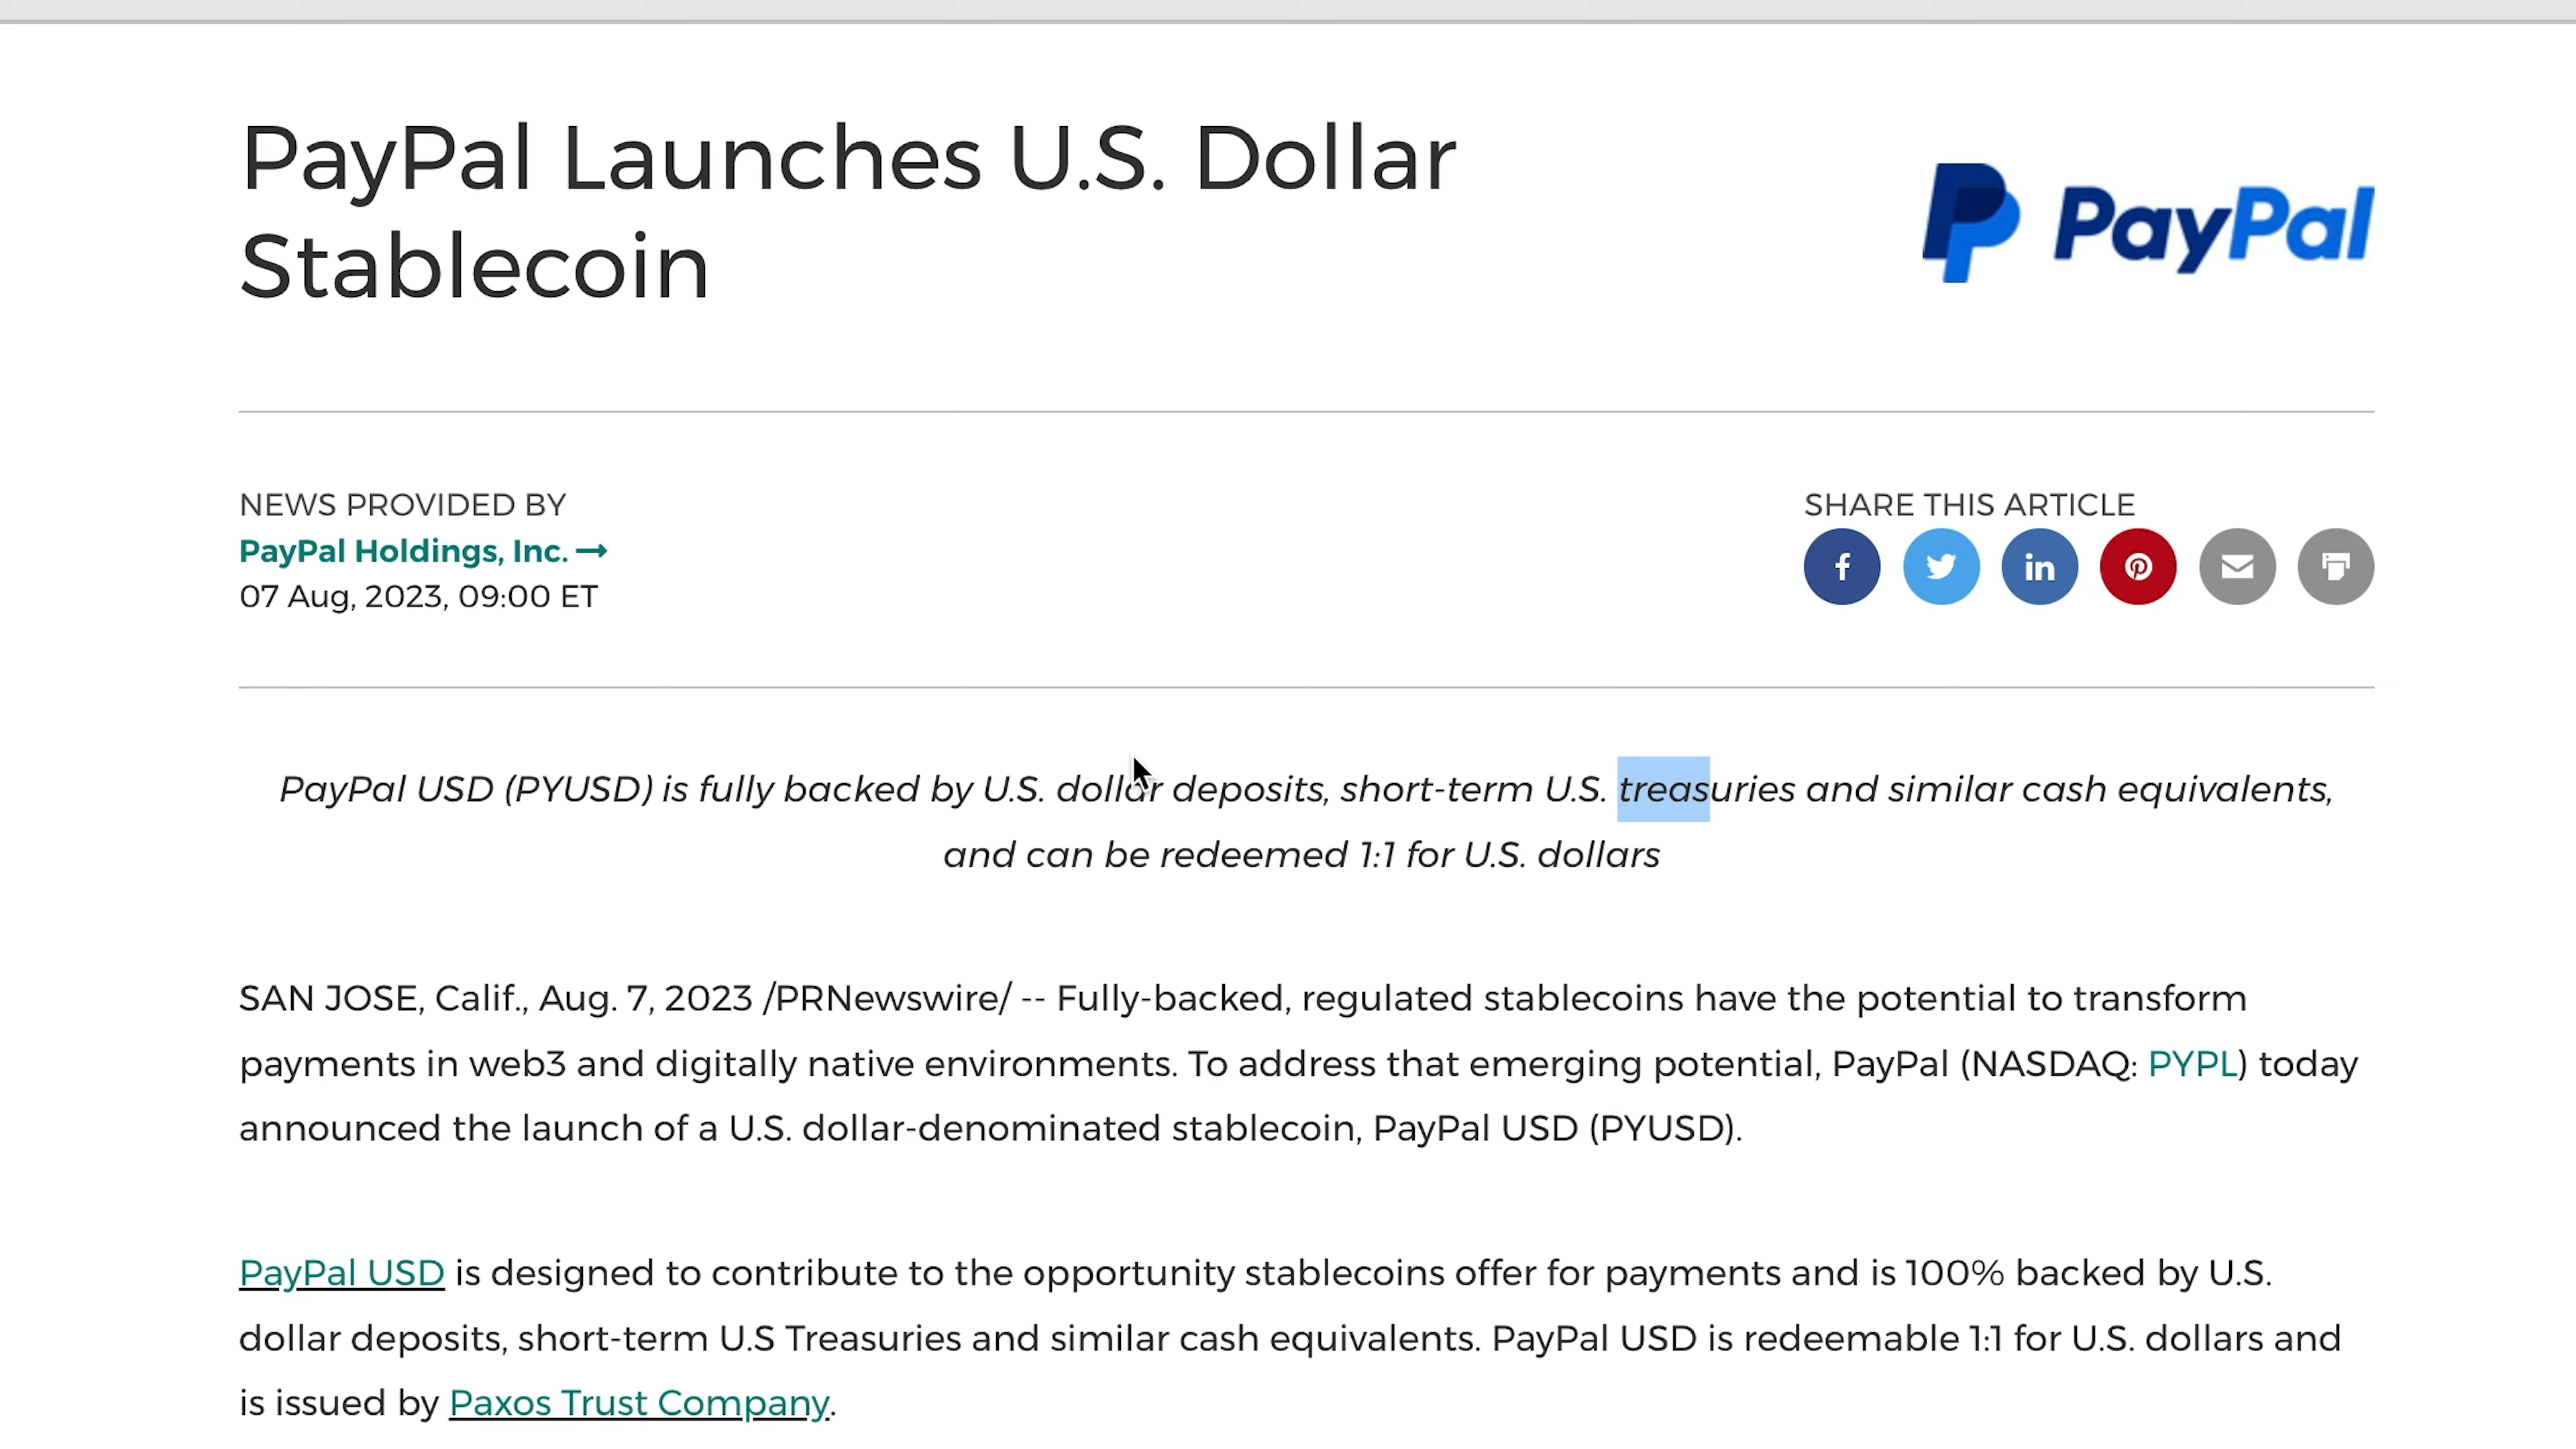 PayPal Launches U.S. Dollar
Stablecoin
PayPal
NEWS PROVIDED BY
PayPal Holdings, Inc. →
07 Aug, 2023, 09:00 ET
SHARE THIS ARTICLE
PayPal USD (PYUSD) is fully backed by U.S. dollar deposits, short-term U.S. treasuries and similar cash equivalents,
and can be redeemed 1:1 for U.S. dollars
SAN JOSE, Calif., Aug. 7, 2023 /PRNewswire/ -- Fully-backed, regulated stablecoins have the potential to transform
payments in web3 and digitally native environments. To address that emerging potential, PayPal (NASDAQ: PYPL) today
announced the launch of a U.S. dollar-denominated stablecoin, PayPal USD (PYUSD).
PayPal USD is designed to contribute to the opportunity stablecoins offer for payments and is 100% backed by U.S.
dollar deposits, short-term U.S Treasuries and similar cash equivalents. PayPal USD is redeemable 1:1 for U.S. dollars and
is issued by Paxos Trust Company.